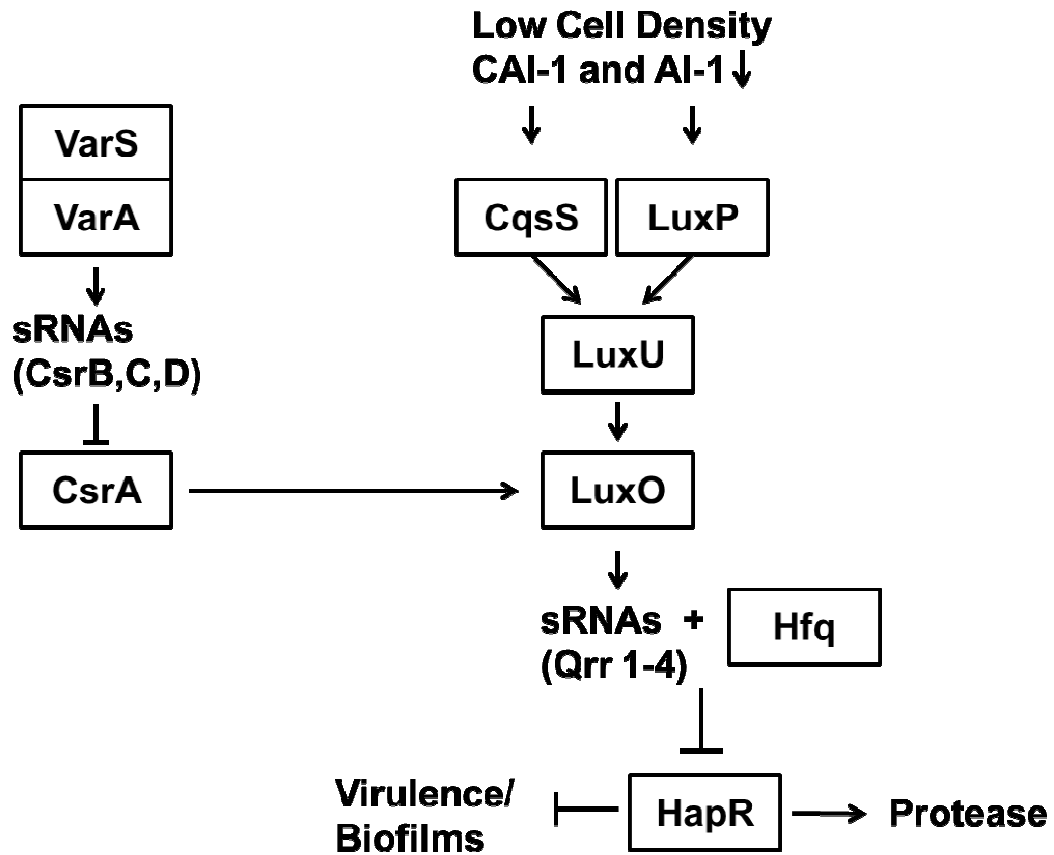 Low Cell Density
CAI-1 and AI-1
VarS
VarA
CqsS
LuxP
sRNAs
(CsrB,C,D)
LuxU
CsrA
LuxO
sRNAs +
(Qrr 1-4)
Hfq
Virulence/
Biofilms
HapR
Protease